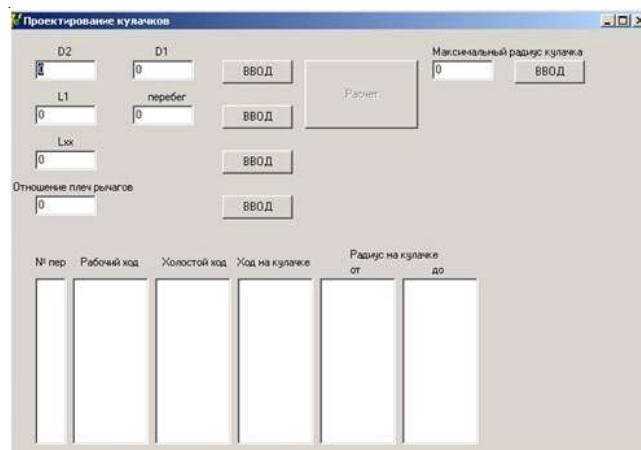 Проектирование кулачков
D2 D1 Максимальный радиус кулачка
0 0 ВВОД Расчет 0 ВВОД
L1 перебег
0 0 ВВОД
Lхх
0 ВВОД
Отношение плеч рычагов
0 ВВОД
Радиус на кулачке
№ пер Рабочий ход Холостой ход Ход на кулачке от до